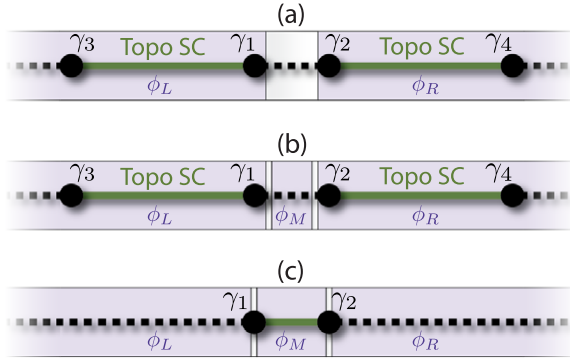 (a)
γ3 Topo SC γ1 γ2 Topo SC γ4
ϕL ϕR
(b)
γ3 Topo SC γ1 γ2 Topo SC γ4
ϕL ϕM ϕR
(c)
γ1 γ2
ϕL ϕM ϕR